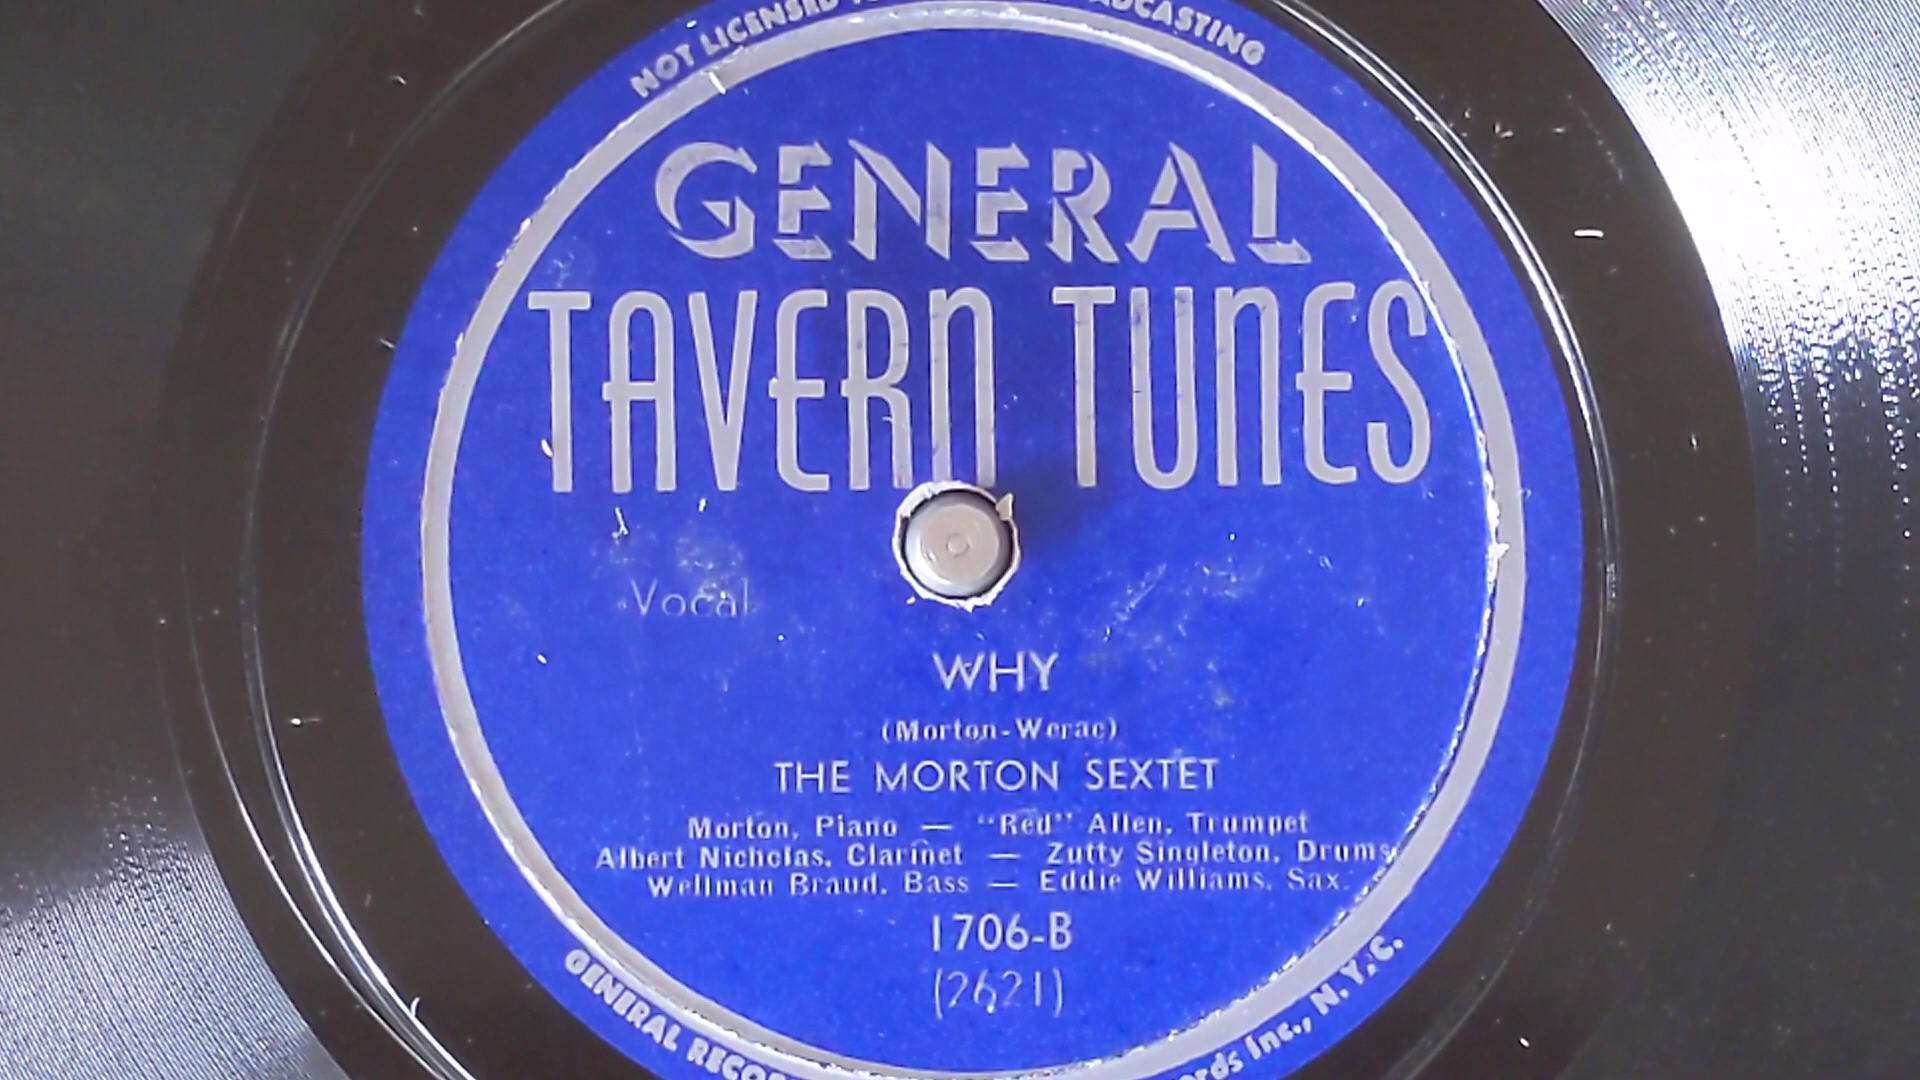 NOT LICENSED ADCASTING
GENERAL
TAVERN TUNES
Vocal
WHY
(Morton-Werac)
THE MORTON SEXTET
Morton, Piano — "Red" Allen, Trumpet
Albert Nicholas, Clarinet — Zutty Singleton, Drums
Wellman Braud, Bass — Eddie Williams, Sax.
1706-B
(2621)
GENERAL RECOR ords Inc., N.Y.C.